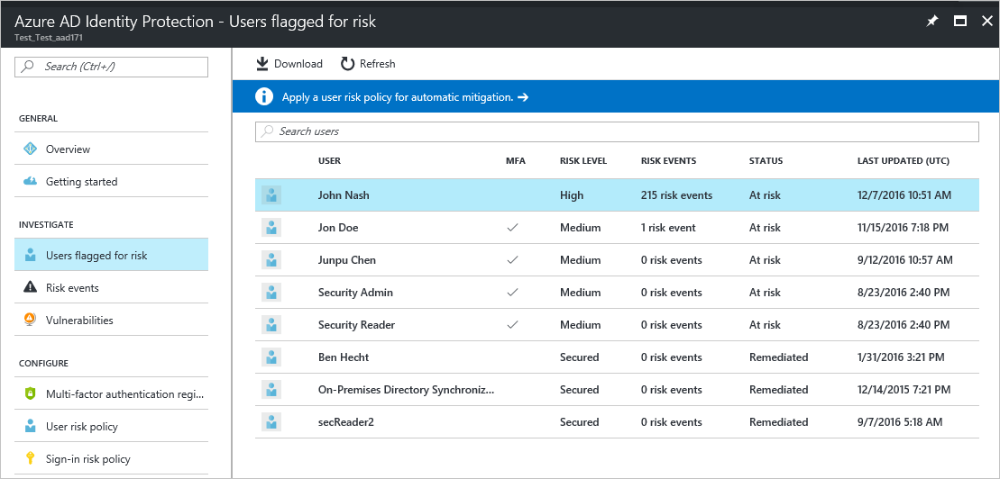 Azure AD Identity Protection - Users flagged for risk
Test_Test_aad171
Search (Ctrl+/)
GENERAL
Overview
Getting started
INVESTIGATE
Users flagged for risk
Risk events
Vulnerabilities
CONFIGURE
Multi-factor authentication regi...
User risk policy
Sign-in risk policy
Download Refresh
Apply a user risk policy for automatic mitigation. →
Search users
USER MFA RISK LEVEL RISK EVENTS STATUS LAST UPDATED (UTC)
John Nash High 215 risk events At risk 12/7/2016 10:51 AM
Jon Doe ✓ Medium 1 risk event At risk 11/15/2016 7:18 PM
Junpu Chen ✓ Medium 0 risk events At risk 9/12/2016 10:57 AM
Security Admin ✓ Medium 0 risk events At risk 8/23/2016 2:40 PM
Security Reader ✓ Medium 0 risk events At risk 8/23/2016 2:40 PM
Ben Hecht Secured 0 risk events Remediated 1/31/2016 3:21 PM
On-Premises Directory Synchroniz... Secured 0 risk events Remediated 12/14/2015 7:21 PM
secReader2 Secured 0 risk events Remediated 9/7/2016 5:18 AM